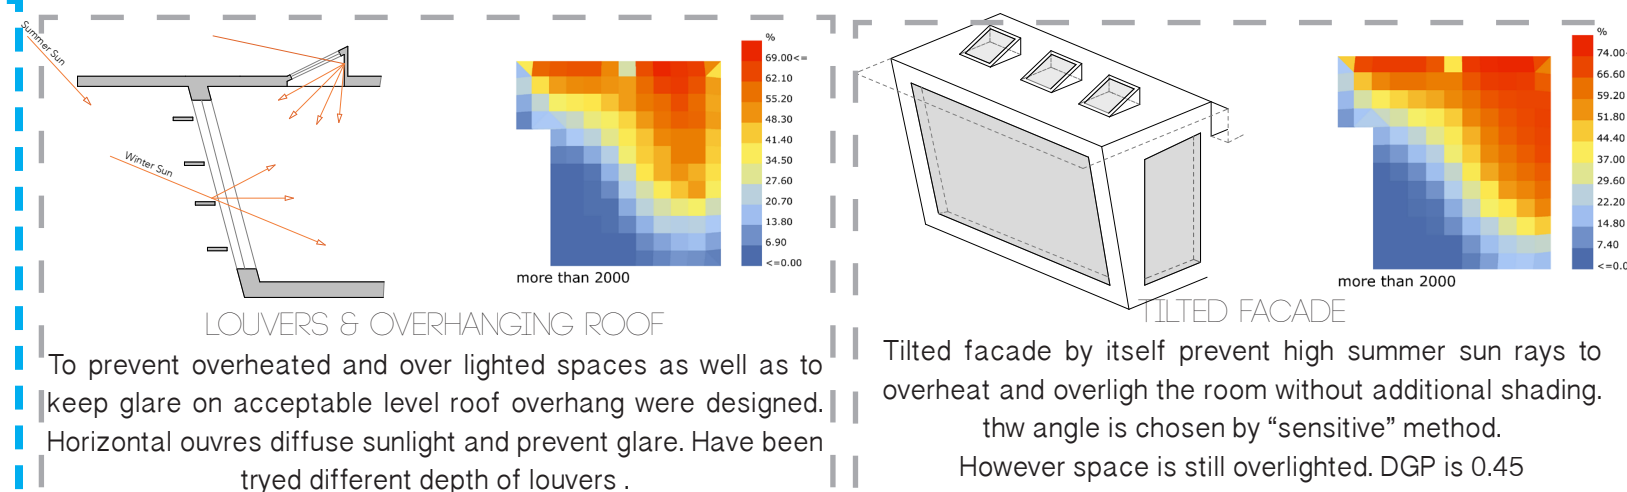 Summer Sun
Winter Sun
%
69.00<=
62.10
55.20
48.30
41.40
34.50
27.60
20.70
13.80
6.90
<=0.00
more than 2000
LOUVERS & OVERHANGING ROOF
To prevent overheated and over lighted spaces as well as to
keep glare on acceptable level roof overhang were designed.
Horizontal ouvres diffuse sunlight and prevent glare. Have been
tryed different depth of louvers .
%
74.00
66.60
59.20
51.80
44.40
37.00
29.60
22.20
14.80
7.40
<=0.0
more than 2000
TILTED FACADE
Tilted facade by itself prevent high summer sun rays to
overheat and overligh the room without additional shading.
thw angle is chosen by “sensitive” method.
However space is still overlighted. DGP is 0.45